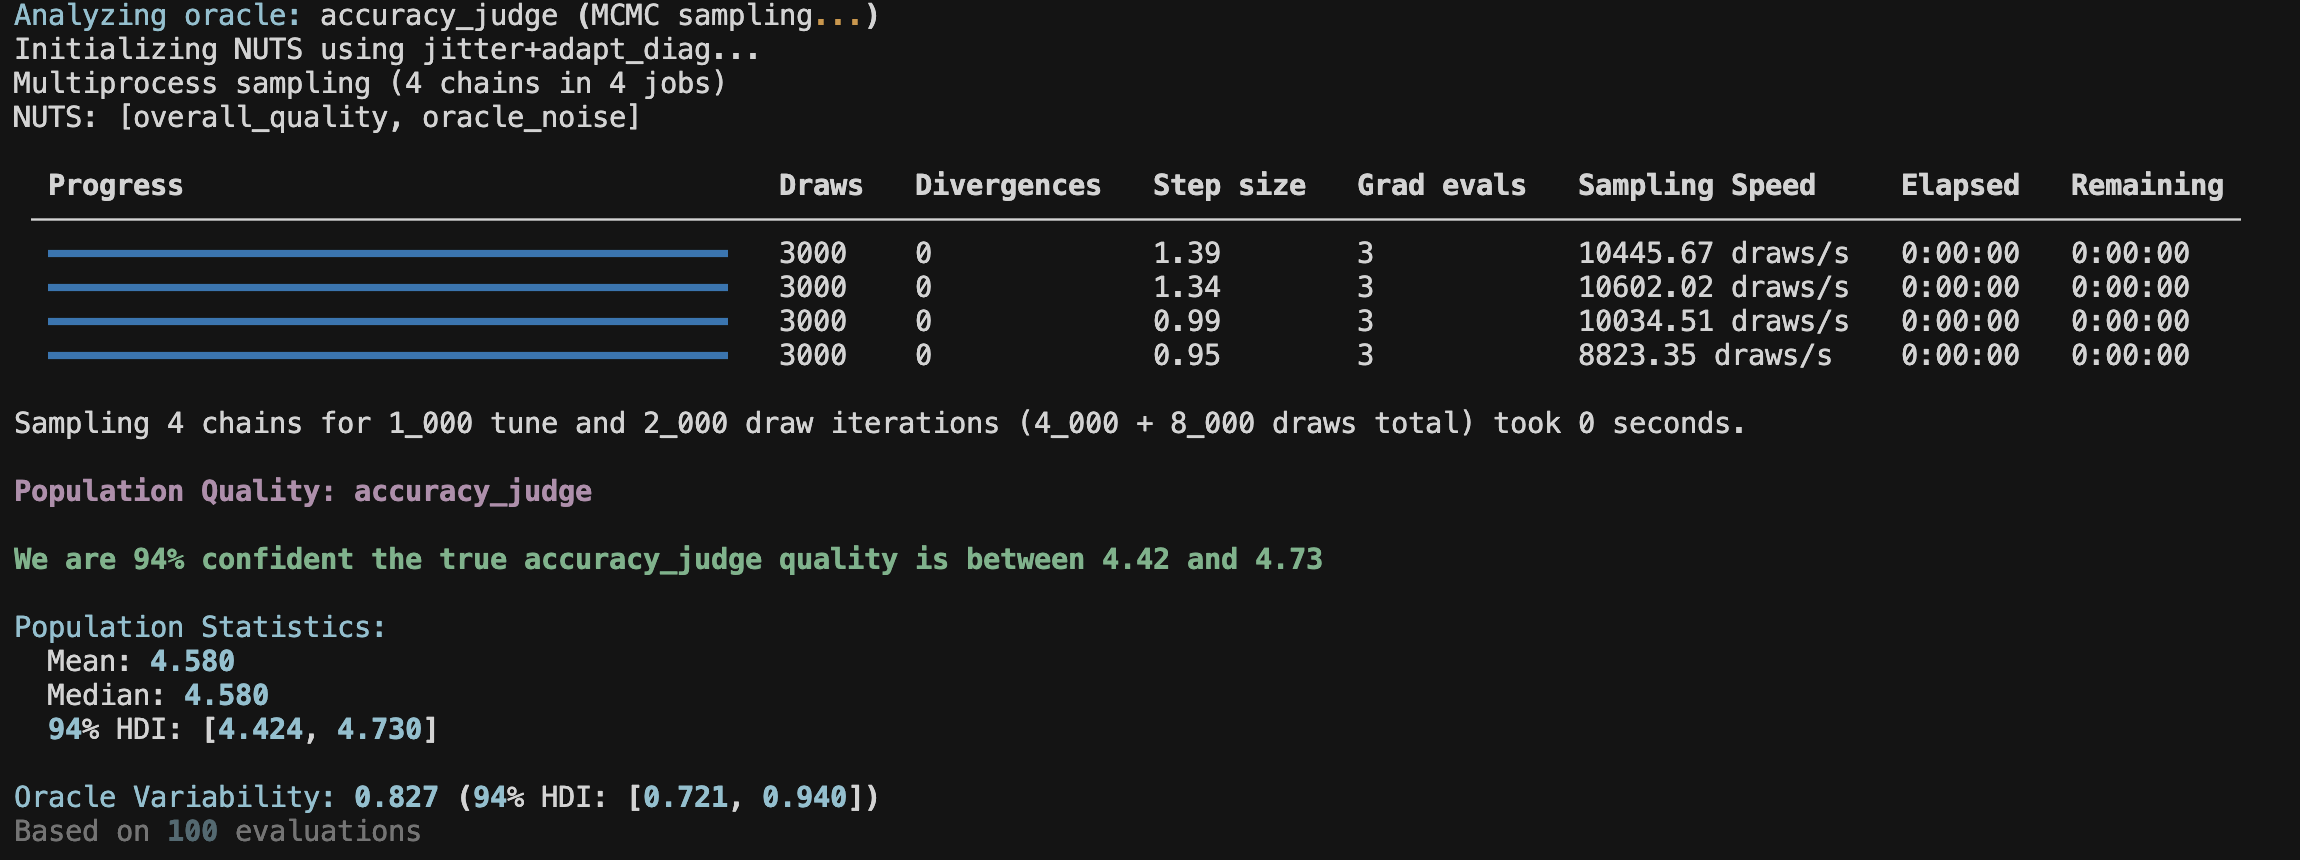 Analyzing oracle: accuracy_judge (MCMC sampling...)
Initializing NUTS using jitter+adapt_diag...
Multiprocess sampling (4 chains in 4 jobs)
NUTS: [overall_quality, oracle_noise]
Progress Draws Divergences Step size Grad evals Sampling Speed Elapsed Remaining
3000 0 1.39 3 10445.67 draws/s 0:00:00 0:00:00
3000 0 1.34 3 10602.02 draws/s 0:00:00 0:00:00
3000 0 0.99 3 10034.51 draws/s 0:00:00 0:00:00
3000 0 0.95 3 8823.35 draws/s 0:00:00 0:00:00
Sampling 4 chains for 1_000 tune and 2_000 draw iterations (4_000 + 8_000 draws total) took 0 seconds.
Population Quality: accuracy_judge
We are 94% confident the true accuracy_judge quality is between 4.42 and 4.73
Population Statistics:
Mean: 4.580
Median: 4.580
94% HDI: [4.424, 4.730]
Oracle Variability: 0.827 (94% HDI: [0.721, 0.940])
Based on 100 evaluations